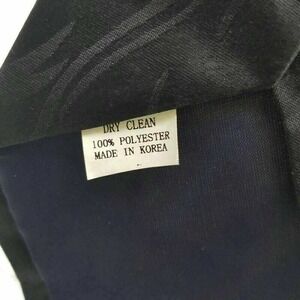 DRY CLEAN
100% POLYESTER
MADE IN KOREA